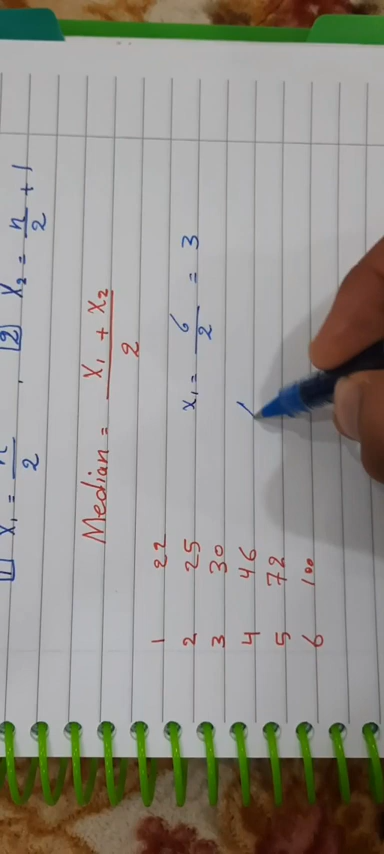 1 x₁ = n/2 , 2 x₂ = n/2 + 1
Median = x₁ + x₂ / 2
1 22
2 25
3 30
4 46
5 72
6 100
x₁ = 6/2 = 3